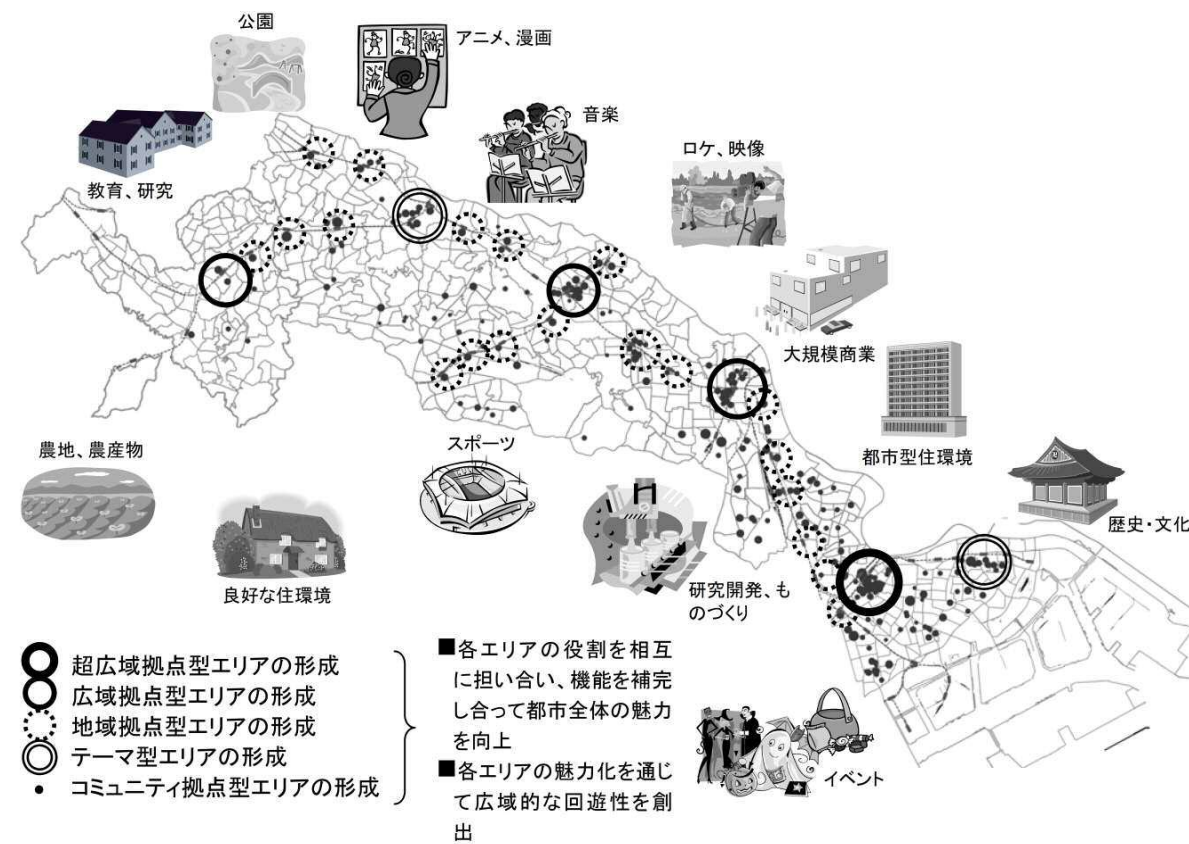 公園
アニメ、漫画
音楽
教育、研究
ロケ、映像
大規模商業
都市型住環境
歴史・文化
農地、農産物
良好な住環境
スポーツ
研究開発、も
のづくり
イベント
超広域拠点型エリアの形成
広域拠点型エリアの形成
地域拠点型エリアの形成
テーマ型エリアの形成
コミュニティ拠点型エリアの形成
■各エリアの役割を相互
に担い合い、機能を補完
し合って都市全体の魅力
を向上
■各エリアの魅力化を通じ
て広域的な回遊性を創
出